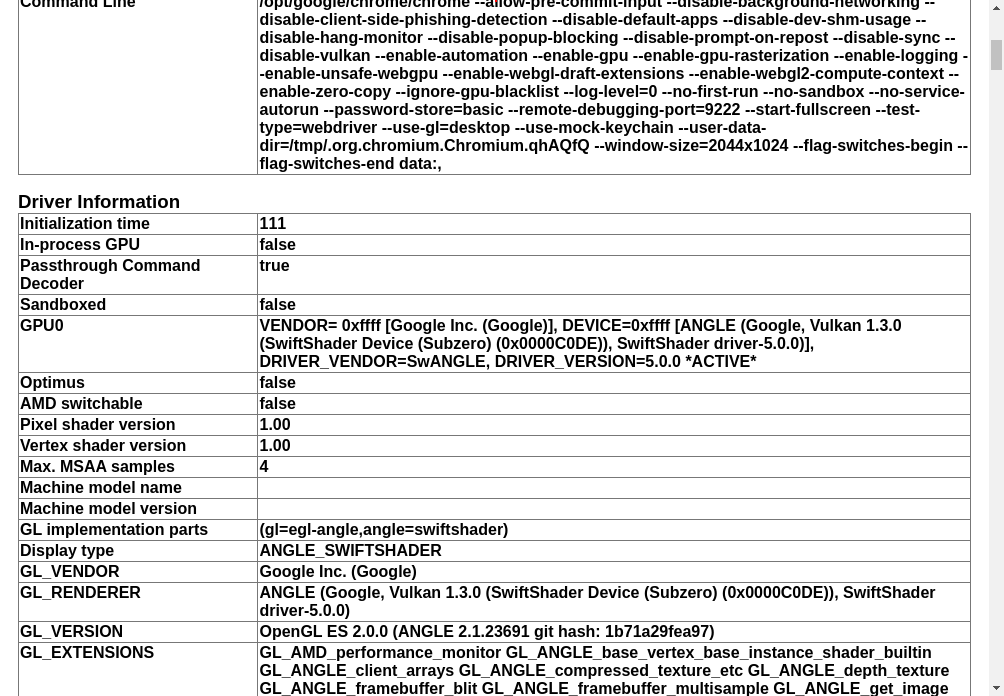 Command Line
/opt/google/chrome/chrome --allow-pre-commit-input --disable-background-networking --
disable-client-side-phishing-detection --disable-default-apps --disable-dev-shm-usage --
disable-hang-monitor --disable-popup-blocking --disable-prompt-on-repost --disable-sync --
disable-vulkan --enable-automation --enable-gpu --enable-gpu-rasterization --enable-logging -
-enable-unsafe-webgpu --enable-webgl-draft-extensions --enable-webgl2-compute-context --
enable-zero-copy --ignore-gpu-blacklist --log-level=0 --no-first-run --no-sandbox --no-service-
autorun --password-store=basic --remote-debugging-port=9222 --start-fullscreen --test-
type=webdriver --use-gl=desktop --use-mock-keychain --user-data-
dir=/tmp/.org.chromium.Chromium.qhAQfQ --window-size=2044x1024 --flag-switches-begin --
flag-switches-end data:,
Driver Information
Initialization time 111
In-process GPU false
Passthrough Command
Decoder
true
Sandboxed false
GPU0
VENDOR= 0xffff [Google Inc. (Google)], DEVICE=0xffff [ANGLE (Google, Vulkan 1.3.0
(SwiftShader Device (Subzero) (0x0000C0DE)), SwiftShader driver-5.0.0)],
DRIVER_VENDOR=SwANGLE, DRIVER_VERSION=5.0.0 *ACTIVE*
Optimus false
AMD switchable false
Pixel shader version 1.00
Vertex shader version 1.00
Max. MSAA samples 4
Machine model name
Machine model version
GL implementation parts (gl=egl-angle,angle=swiftshader)
Display type ANGLE_SWIFTSHADER
GL_VENDOR Google Inc. (Google)
GL_RENDERER
ANGLE (Google, Vulkan 1.3.0 (SwiftShader Device (Subzero) (0x0000C0DE)), SwiftShader
driver-5.0.0)
GL_VERSION OpenGL ES 2.0.0 (ANGLE 2.1.23691 git hash: 1b71a29fea97)
GL_EXTENSIONS
GL_AMD_performance_monitor GL_ANGLE_base_vertex_base_instance_shader_builtin
GL_ANGLE_client_arrays GL_ANGLE_compressed_texture_etc GL_ANGLE_depth_texture
GL_ANGLE_framebuffer_blit GL_ANGLE_framebuffer_multisample GL_ANGLE_get_image